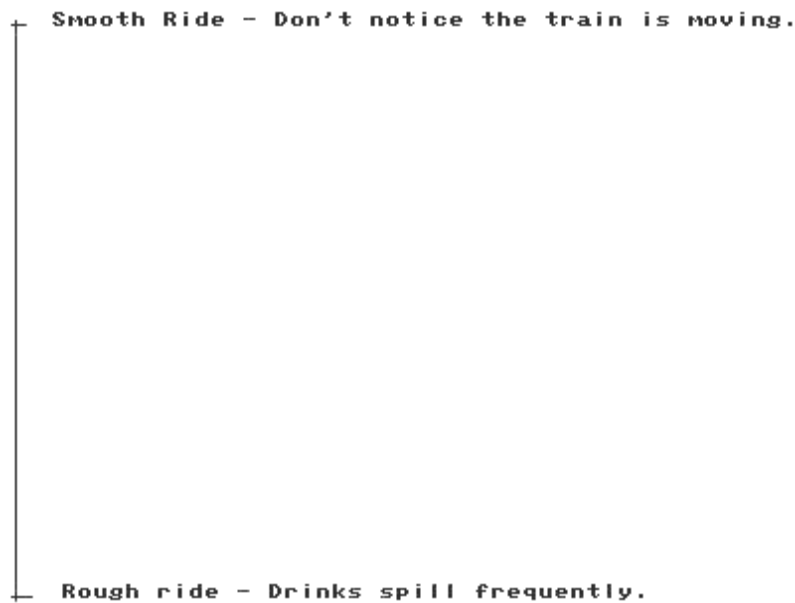 Smooth Ride - Don't notice the train is moving.
Rough ride - Drinks spill frequently.